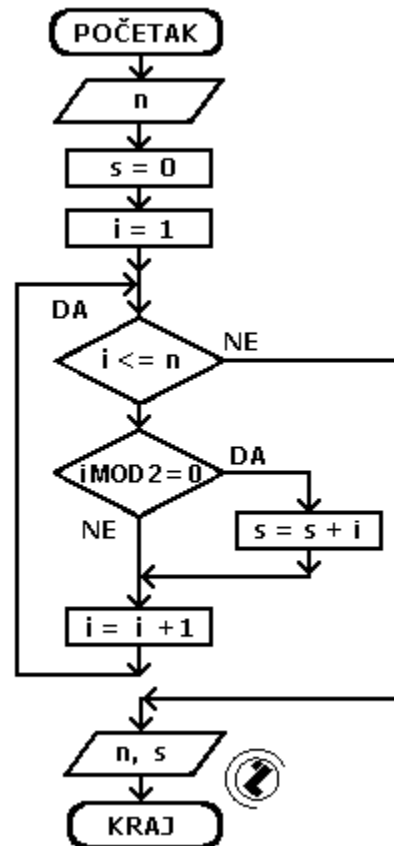 POČETAK
n
s = 0
i = 1
DA
NE
i <= n
iMOD2=0
DA
NE
s = s + i
i = i +1
n, s
KRAJ